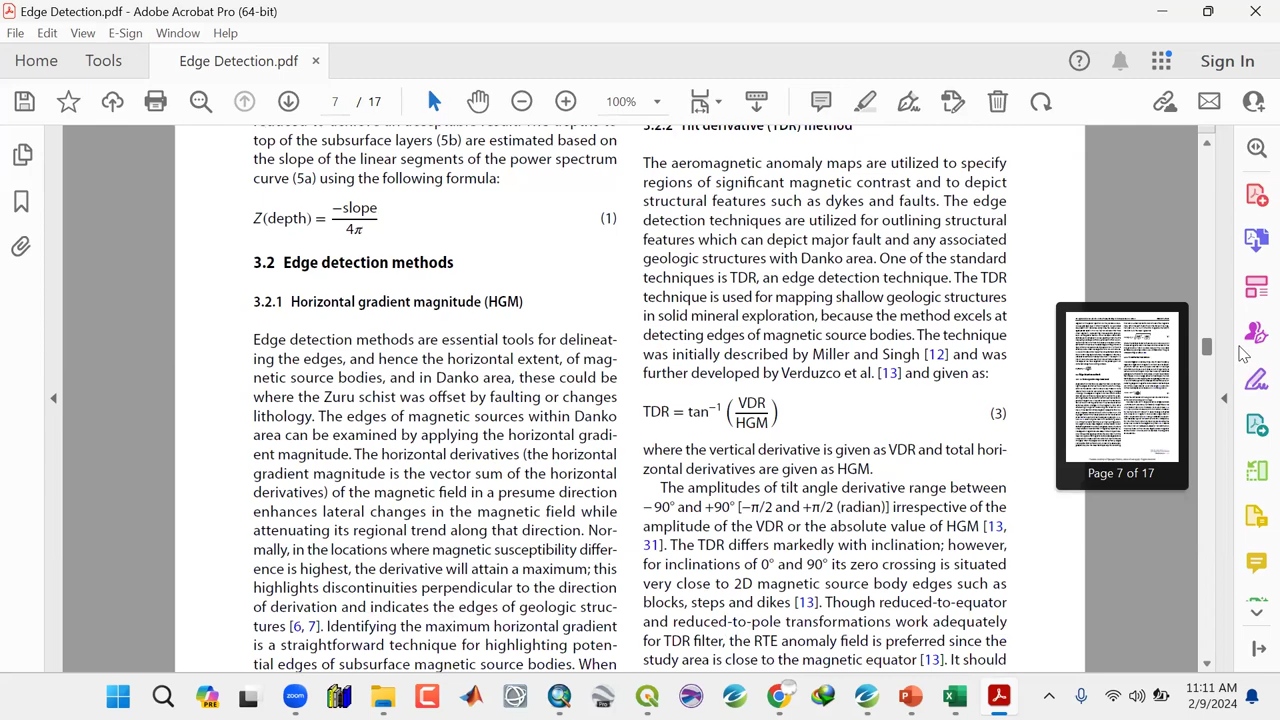 Edge Detection.pdf - Adobe Acrobat Pro (64-bit)
File Edit View E-Sign Window Help
Home Tools Edge Detection.pdf × Sign In
7 / 17 100%
top of the subsurface layers (5b) are estimated based on
the slope of the linear segments of the power spectrum
curve (5a) using the following formula:
Z(depth) = −slope / 4π (1)
3.2 Edge detection methods
3.2.1 Horizontal gradient magnitude (HGM)
Edge detection methods are essential tools for delineat-
ing the edges, and hence the horizontal extent, of mag-
netic source bodies, and in Danko area, these could be
where the Zuru schist was offset by faulting or changes
lithology. The edges of magnetic sources within Danko
area can be examined by applying the horizontal gradi-
ent magnitude. The horizontal derivatives (the horizontal
gradient magnitude is the vector sum of the horizontal
derivatives) of the magnetic field in a presume direction
enhances lateral changes in the magnetic field while
attenuating its regional trend along that direction. Nor-
mally, in the locations where magnetic susceptibility differ-
ence is highest, the derivative will attain a maximum; this
highlights discontinuities perpendicular to the direction
of derivation and indicates the edges of geologic struc-
tures [6, 7]. Identifying the maximum horizontal gradient
is a straightforward technique for highlighting poten-
tial edges of subsurface magnetic source bodies. When
3.2.2 Tilt derivative (TDR) method
The aeromagnetic anomaly maps are utilized to specify
regions of significant magnetic contrast and to depict
structural features such as dykes and faults. The edge
detection techniques are utilized for outlining structural
features which can depict major fault and any associated
geologic structures with Danko area. One of the standard
techniques is TDR, an edge detection technique. The TDR
technique is used for mapping shallow geologic structures
in solid mineral exploration, because the method excels at
detecting edges of magnetic source bodies. The technique
was initially described by Miller and Singh [12] and was
further developed by Verduzco et al. [13] and given as:
TDR = tan⁻¹ (VDR / HGM) (3)
where the vertical derivative is given as VDR and total hori-
zontal derivatives are given as HGM.
The amplitudes of tilt angle derivative range between
−90° and +90° [−π/2 and +π/2 (radian)] irrespective of the
amplitude of the VDR or the absolute value of HGM [13,
31]. The TDR differs markedly with inclination; however,
for inclinations of 0° and 90° its zero crossing is situated
very close to 2D magnetic source body edges such as
blocks, steps and dikes [13]. Though reduced-to-equator
and reduced-to-pole transformations work adequately
for TDR filter, the RTE anomaly field is preferred since the
study area is close to the magnetic equator [13]. It should
Page 7 of 17
PRE
zoom
Pro
11:11 AM
2/9/2024